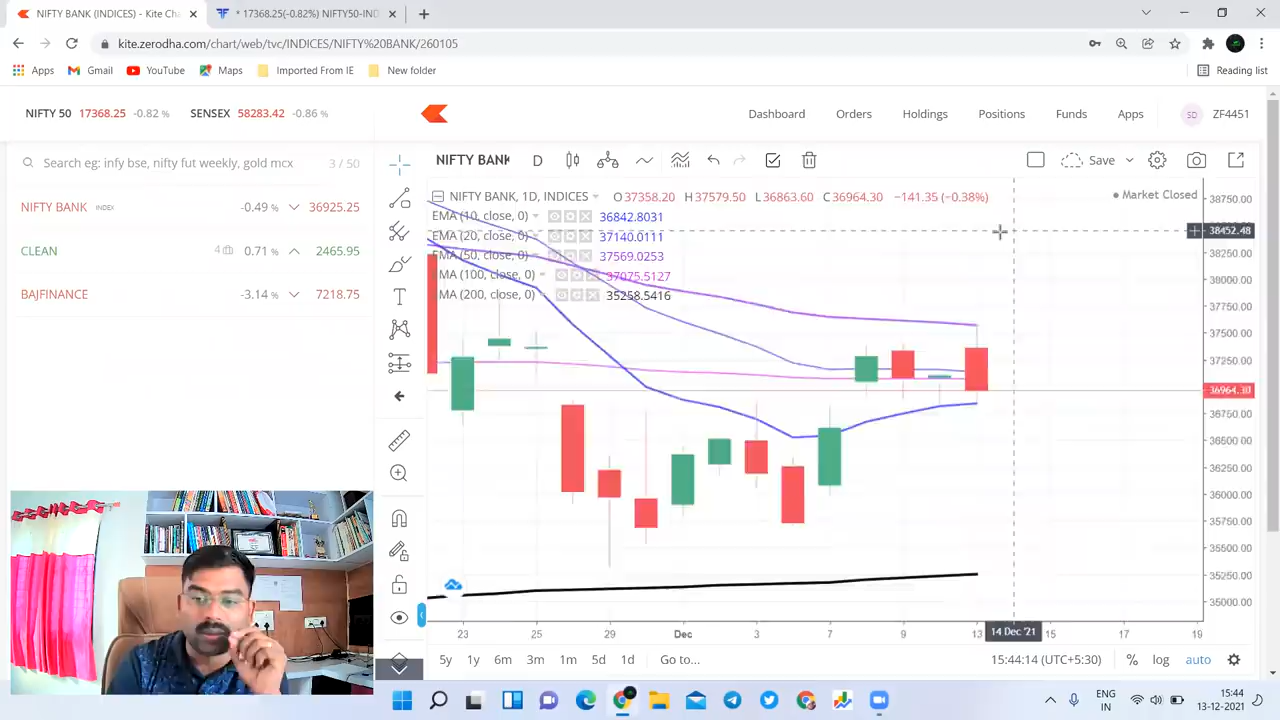 NIFTY BANK (INDICES) - Kite Cha
* 17368.25(-0.82%) NIFTY50-IND
kite.zerodha.com/chart/web/tvc/INDICES/NIFTY%20BANK/260105
Apps
Gmail
YouTube
Maps
Imported From IE
New folder
Reading list
NIFTY 50 17368.25 -0.82 %
SENSEX 58283.42 -0.86 %
Dashboard
Orders
Holdings
Positions
Funds
Apps
SD
ZF4451
Search eg: infy bse, nifty fut weekly, gold mcx
3 / 50
NIFTY BANK INDEX -0.49 % 36925.25
CLEAN 4 0.71 % 2465.95
BAJFINANCE -3.14 % 7218.75
NIFTY BANK
D
Save
NIFTY BANK, 1D, INDICES O37358.20 H37579.50 L36863.60 C36964.30 −141.35 (−0.38%)
Market Closed
EMA (10, close, 0) 36842.8031
EMA (20, close, 0) 37140.0111
EMA (50, close, 0) 37569.0253
MA (100, close, 0) 37075.5127
MA (200, close, 0) 35258.5416
38750.00
38452.48
38250.00
38000.00
37750.00
37500.00
37250.00
36964.30
36750.00
36500.00
36250.00
36000.00
35750.00
35500.00
35250.00
35000.00
23 25 29 Dec 3 7 9 13 14 Dec '21 15 17 19
5y 1y 6m 3m 1m 5d 1d Go to...
15:44:14 (UTC+5:30) % log auto
ENG
IN
15:44
13-12-2021